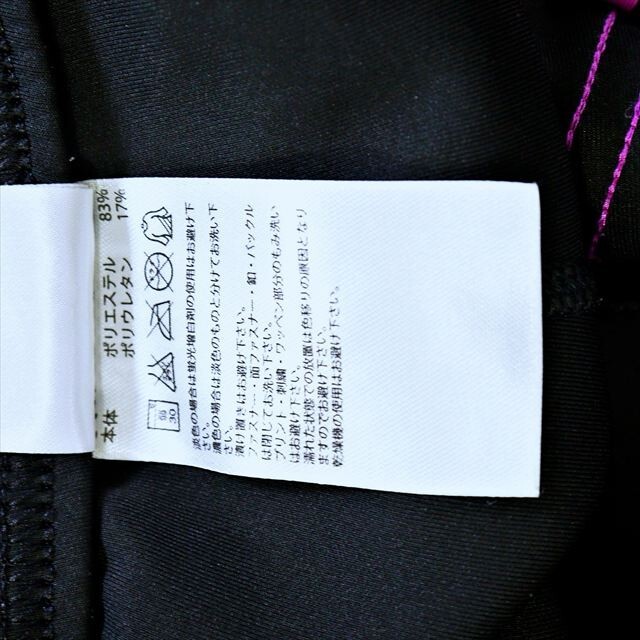 本体
ポリエステル 83%
ポリウレタン 17%
淡色の場合は蛍光増白剤の使用はお避け下
さい。
濃色の場合は淡色のものと分けてお洗い下
さい。
漬け置きはお避け下さい。
ファスナー・面ファスナー・釦・バックル
は閉じてお洗い下さい。
プリント・刺繍・ワッペン部分のもみ洗い
はお避け下さい。
濡れた状態での放置は色移りの原因となり
ますのでお避け下さい。
乾燥機の使用はお避け下さい。